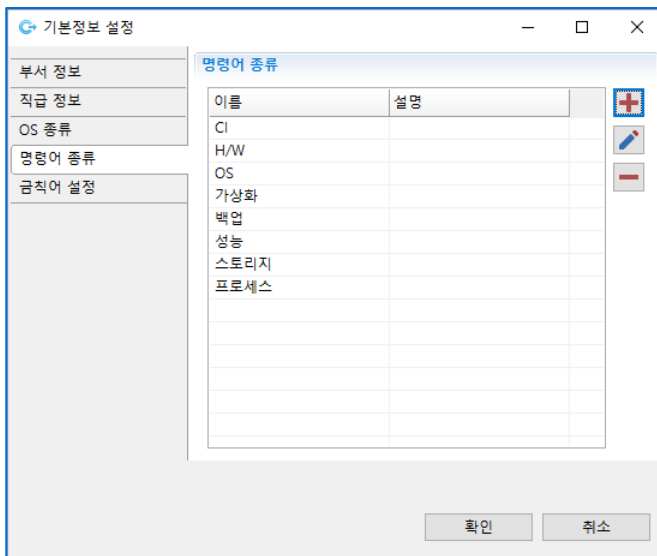 기본정보 설정
부서 정보
직급 정보
OS 종류
명령어 종류
금칙어 설정
명령어 종류
이름 설명
CI
H/W
OS
가상화
백업
성능
스토리지
프로세스
확인 취소